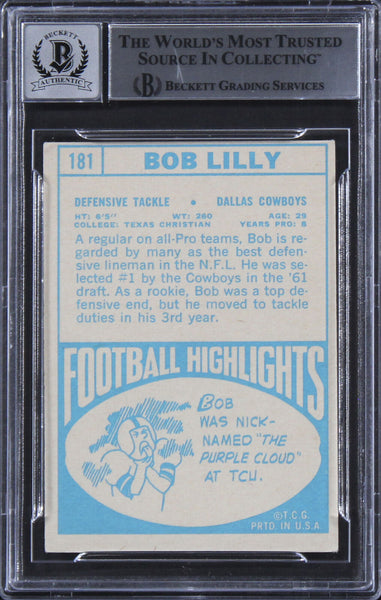 BECKETT
B
AUTHENTIC
THE WORLD'S MOST TRUSTED
SOURCE IN COLLECTING™
B BECKETT GRADING SERVICES
181 BOB LILLY
DEFENSIVE TACKLE • DALLAS COWBOYS
HT: 6'5" WT: 260 AGE: 29
COLLEGE: TEXAS CHRISTIAN YEARS PRO: 8
A regular on all-Pro teams, Bob is re-
garded by many as the best defen-
sive lineman in the N.F.L. He was se-
lected #1 by the Cowboys in the '61
draft. As a rookie, Bob was a top de-
fensive end, but he moved to tackle
duties in his 3rd year.
FOOTBALL HIGHLIGHTS
BOB
WAS NICK-
NAMED "THE
PURPLE CLOUD"
AT TCU.
©T.C.G.
PRTD. IN U.S.A